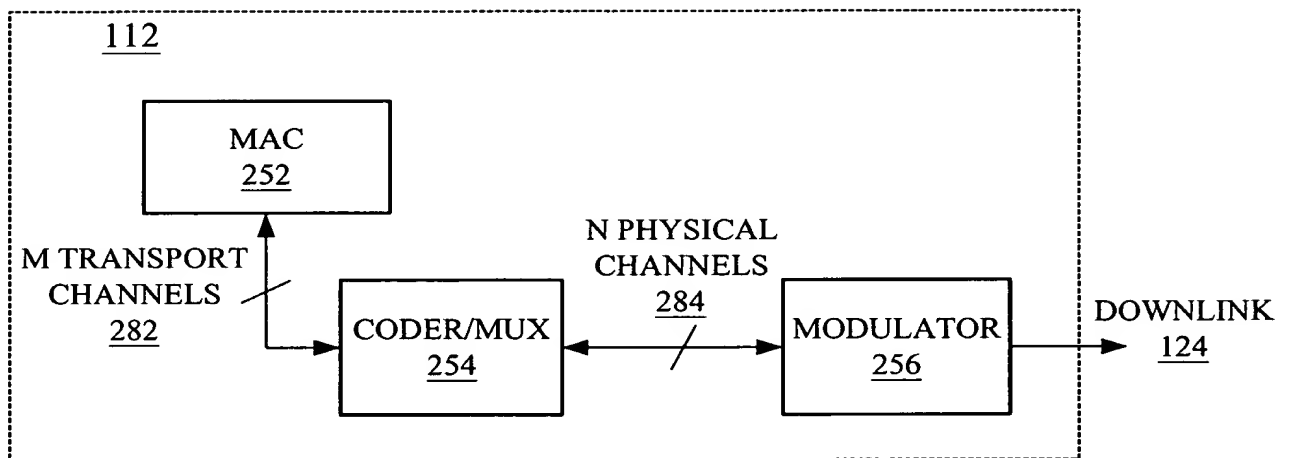 112
MAC
252
M TRANSPORT
CHANNELS
282
CODER/MUX
254
N PHYSICAL
CHANNELS
284
MODULATOR
256
DOWNLINK
124